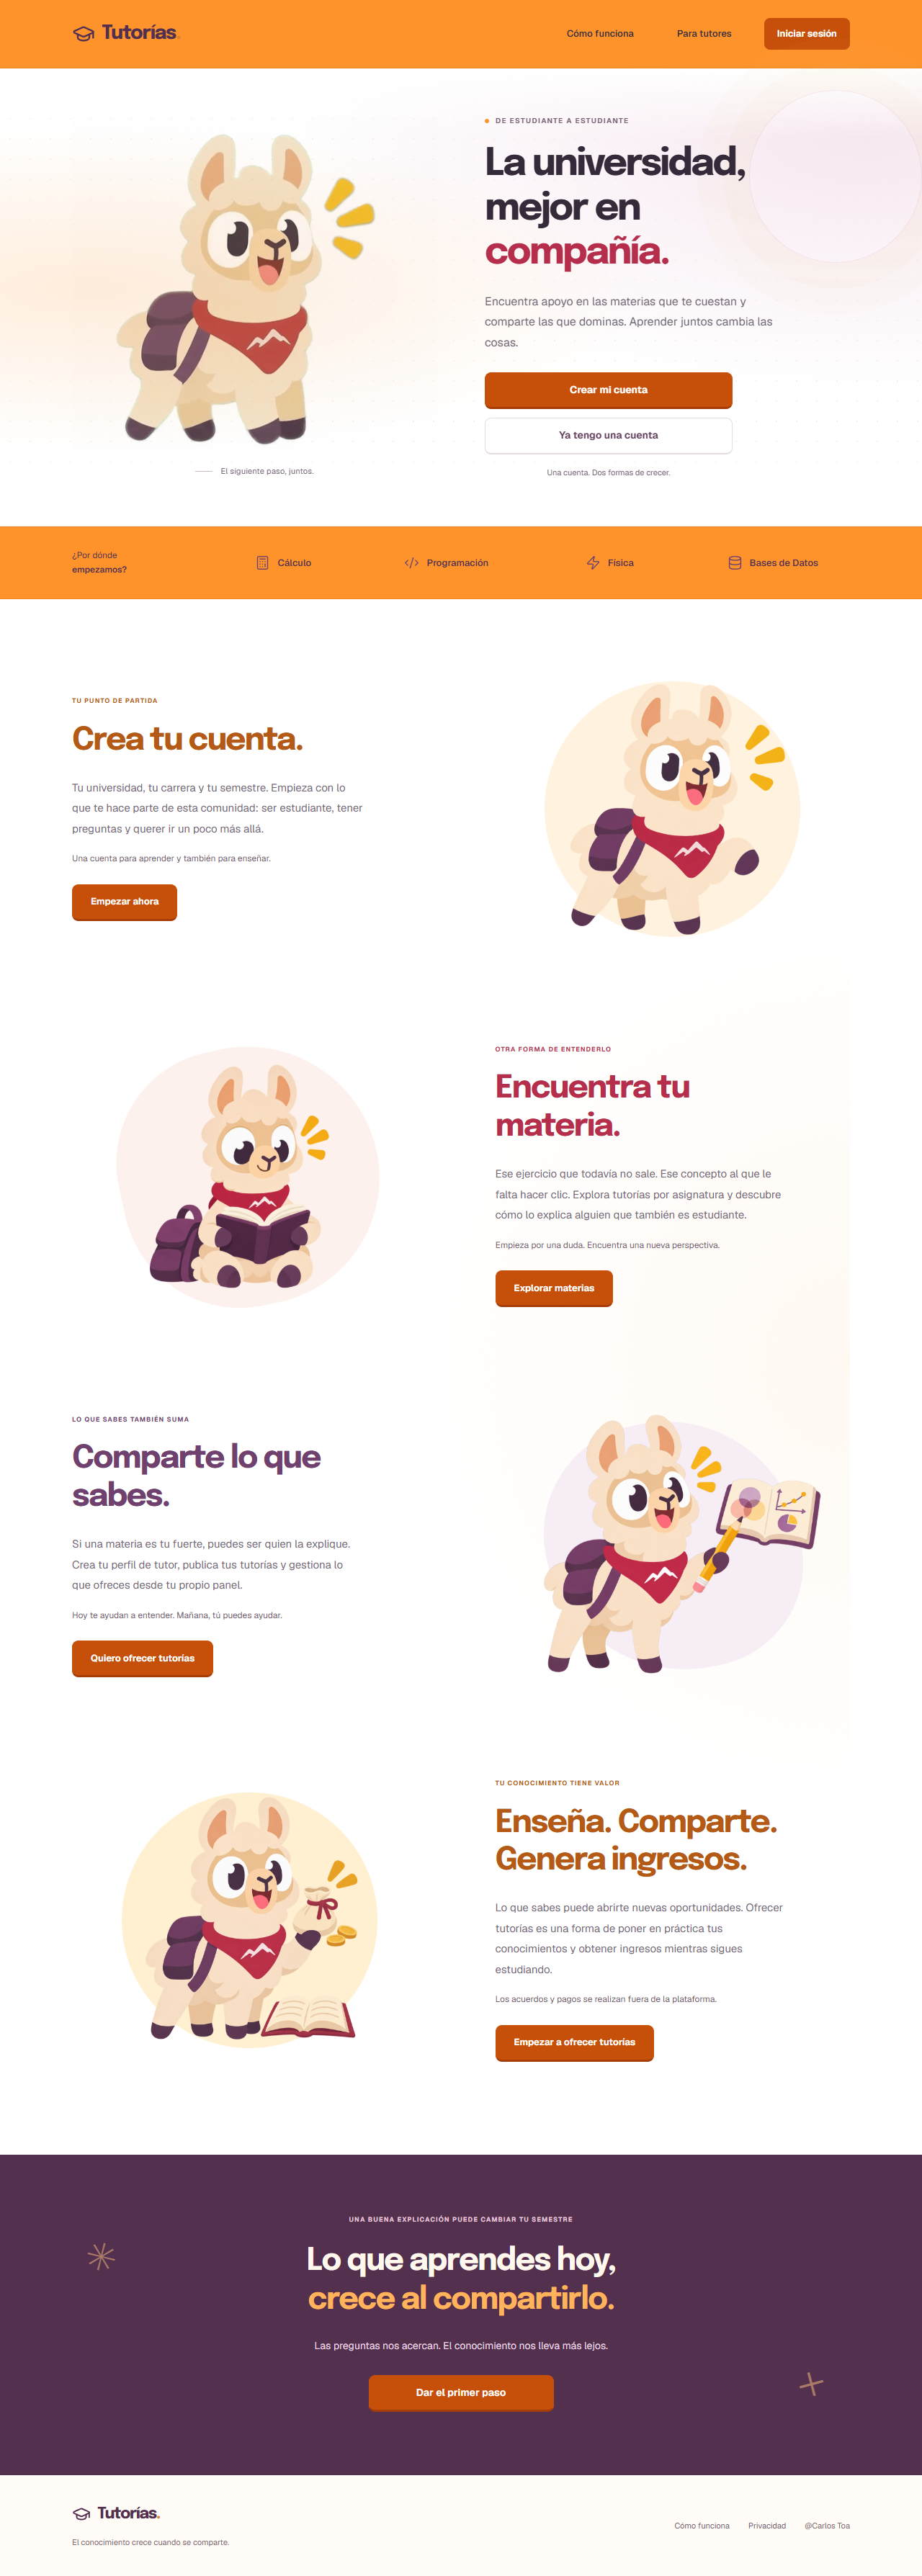 Tutorías.
Cómo funciona
Para tutores
Iniciar sesión
DE ESTUDIANTE A ESTUDIANTE
La universidad,
mejor en
compañía.
Encuentra apoyo en las materias que te cuestan y
comparte las que dominas. Aprender juntos cambia las
cosas.
Crear mi cuenta
Ya tengo una cuenta
Una cuenta. Dos formas de crecer.
El siguiente paso, juntos.
¿Por dónde
empezamos?
Cálculo
Programación
Física
Bases de Datos
TU PUNTO DE PARTIDA
Crea tu cuenta.
Tu universidad, tu carrera y tu semestre. Empieza con lo
que te hace parte de esta comunidad: ser estudiante, tener
preguntas y querer ir un poco más allá.
Una cuenta para aprender y también para enseñar.
Empezar ahora
OTRA FORMA DE ENTENDERLO
Encuentra tu
materia.
Ese ejercicio que todavía no sale. Ese concepto al que le
falta hacer clic. Explora tutorías por asignatura y descubre
cómo lo explica alguien que también es estudiante.
Empieza por una duda. Encuentra una nueva perspectiva.
Explorar materias
LO QUE SABES TAMBIÉN SUMA
Comparte lo que
sabes.
Si una materia es tu fuerte, puedes ser quien la explique.
Crea tu perfil de tutor, publica tus tutorías y gestiona lo
que ofreces desde tu propio panel.
Hoy te ayudan a entender. Mañana, tú puedes ayudar.
Quiero ofrecer tutorías
TU CONOCIMIENTO TIENE VALOR
Enseña. Comparte.
Genera ingresos.
Lo que sabes puede abrirte nuevas oportunidades. Ofrecer
tutorías es una forma de poner en práctica tus
conocimientos y obtener ingresos mientras sigues
estudiando.
Los acuerdos y pagos se realizan fuera de la plataforma.
Empezar a ofrecer tutorías
UNA BUENA EXPLICACIÓN PUEDE CAMBIAR TU SEMESTRE
Lo que aprendes hoy,
crece al compartirlo.
Las preguntas nos acercan. El conocimiento nos lleva más lejos.
Dar el primer paso
Tutorías.
El conocimiento crece cuando se comparte.
Cómo funciona
Privacidad
@Carlos Toa